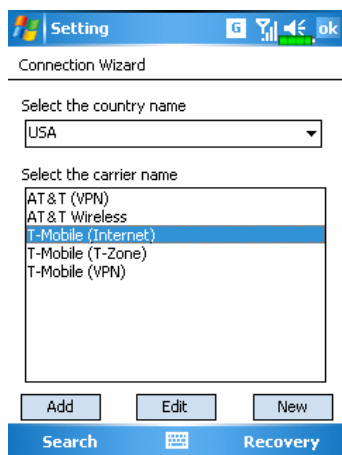 Setting G ok
Connection Wizard
Select the country name
USA
Select the carrier name
AT&T (VPN)
AT&T Wireless
T-Mobile (Internet)
T-Mobile (T-Zone)
T-Mobile (VPN)
Add Edit New
Search Recovery